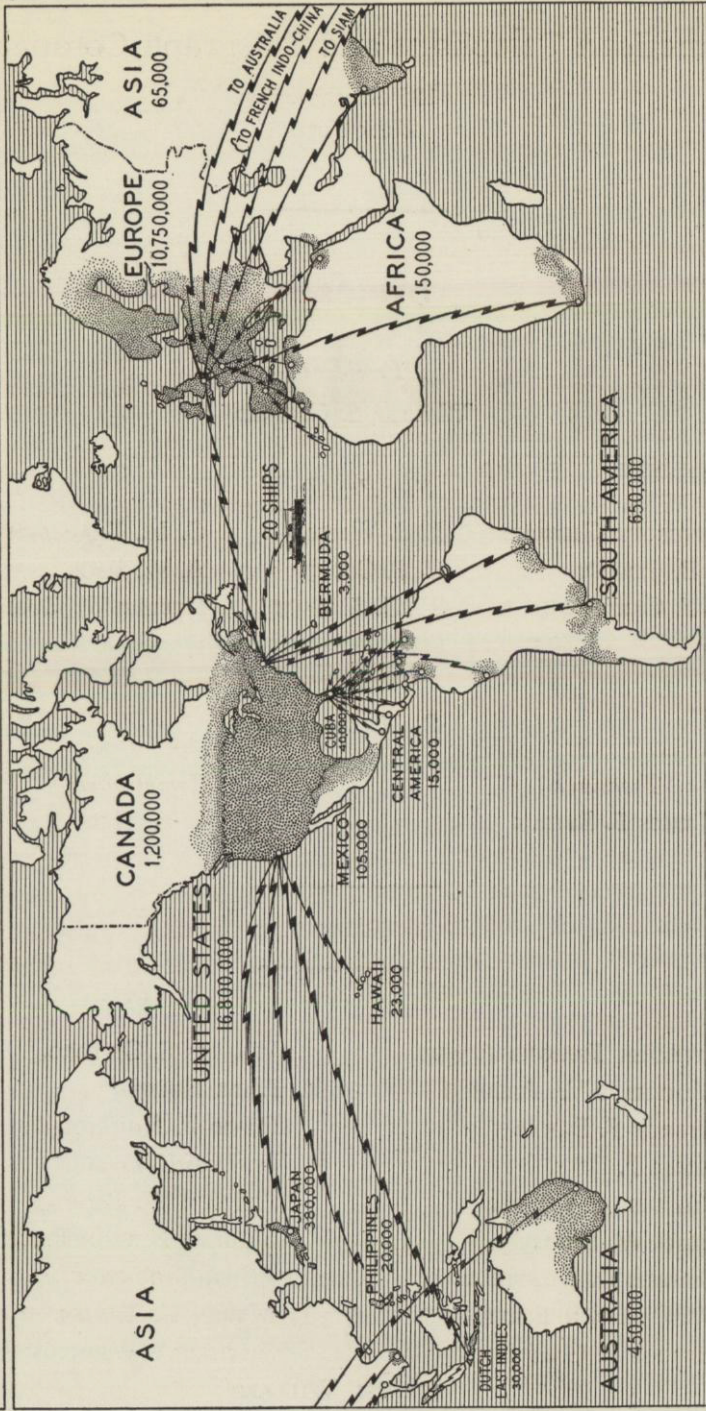 ASIA
JAPAN
380,000
PHILIPPINES
20,000
DUTCH
EAST INDIES
30,000
AUSTRALIA
450,000
UNITED STATES
16,800,000
HAWAII
23,000
CANADA
1,200,000
MEXICO
105,000
CUBA
40,000
CENTRAL
AMERICA
15,000
BERMUDA
3,000
20 SHIPS
SOUTH AMERICA
650,000
EUROPE
10,750,000
ASIA
65,000
AFRICA
150,000
TO AUSTRALIA
(TO FRENCH INDO-CHINA
TO SIAM